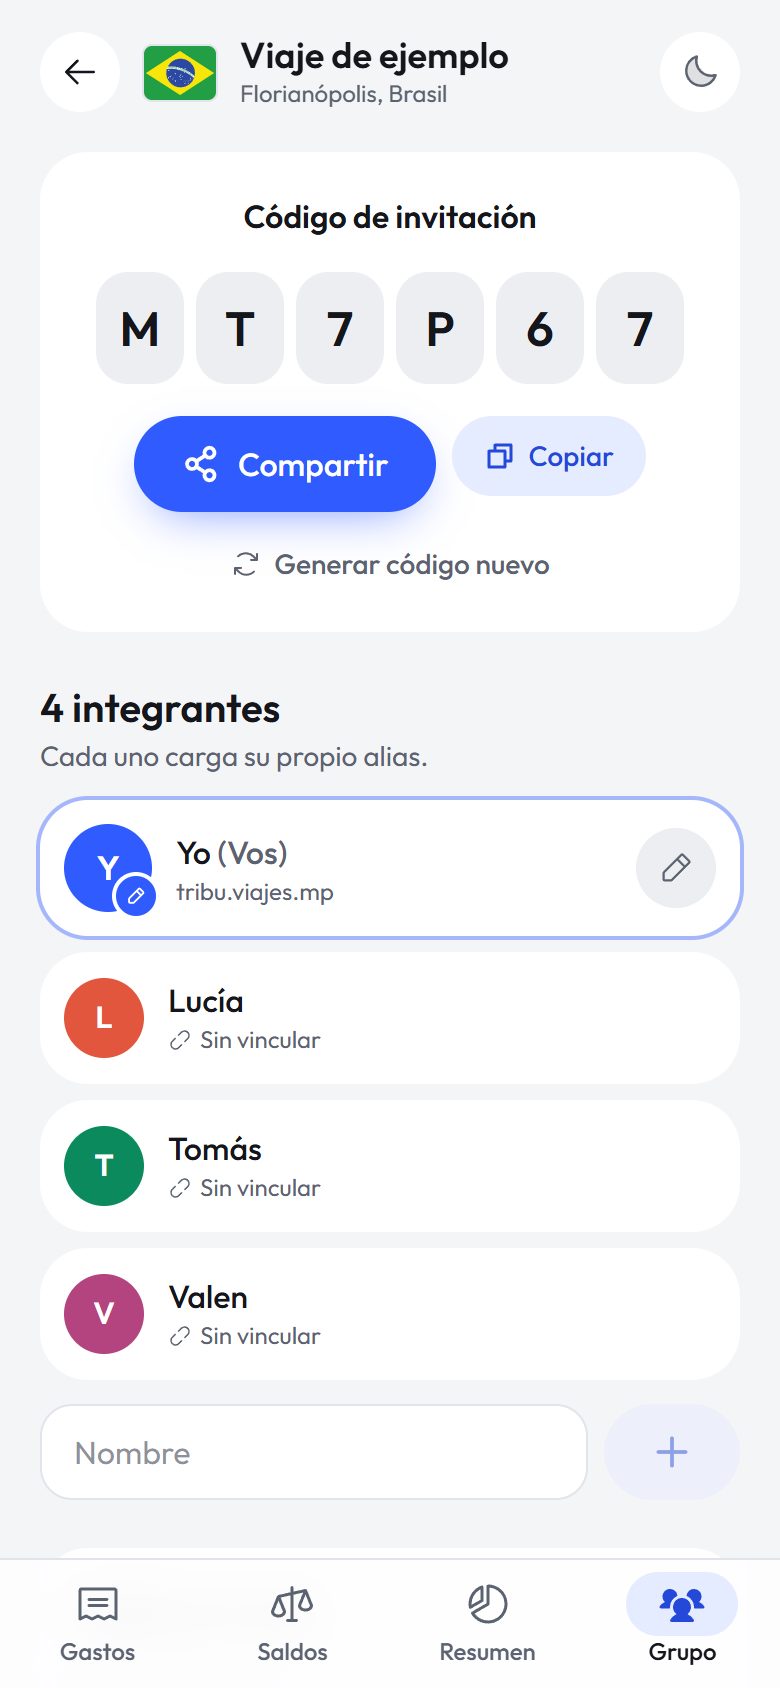 Viaje de ejemplo
Florianópolis, Brasil
Código de invitación
M T 7 P 6 7
Compartir
Copiar
Generar código nuevo
4 integrantes
Cada uno carga su propio alias.
Y
Yo (Vos)
tribu.viajes.mp
L
Lucía
Sin vincular
T
Tomás
Sin vincular
V
Valen
Sin vincular
Nombre
Gastos
Saldos
Resumen
Grupo